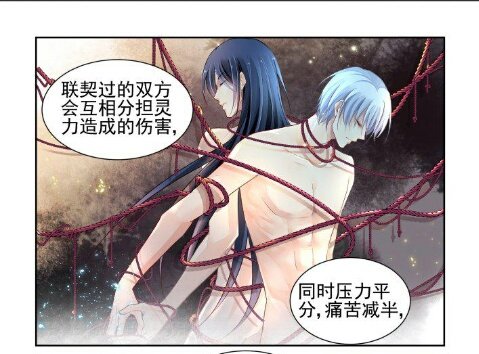 联契过的双方
会互相分担灵
力造成的伤害,
同时压力平
分,痛苦减半,